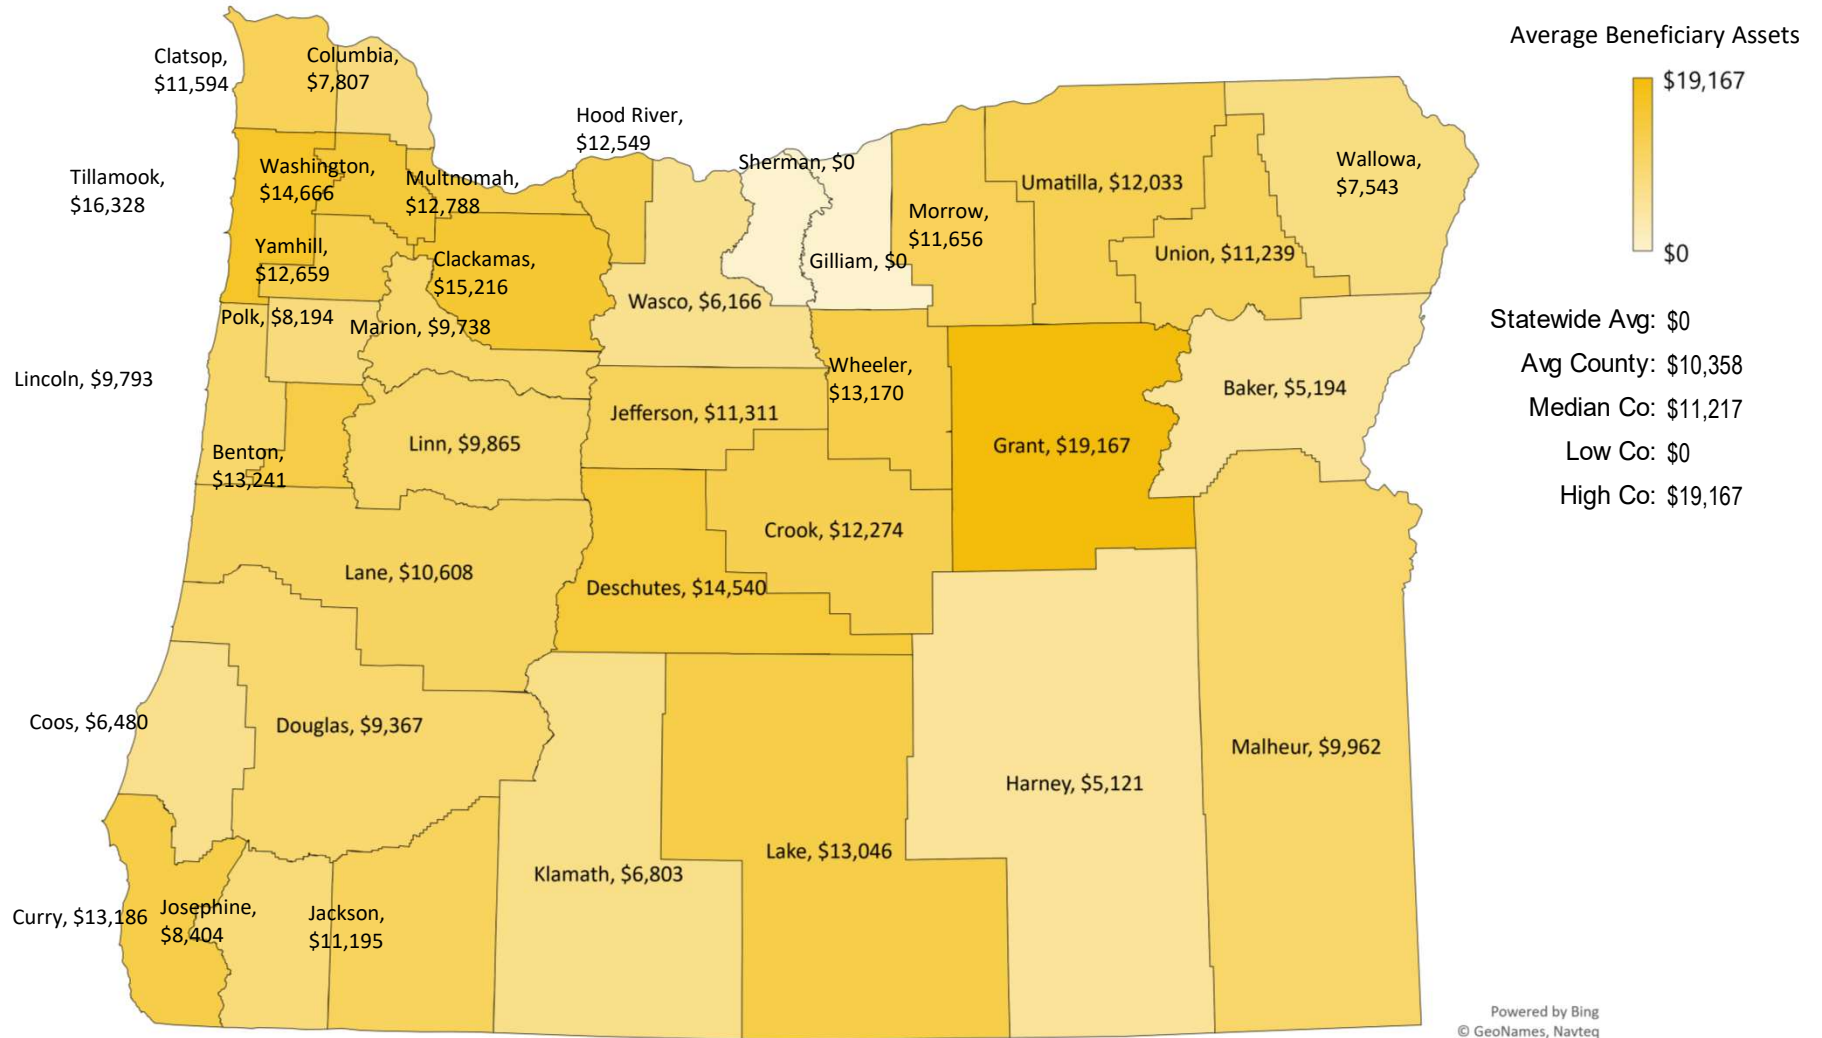 Average Beneficiary Assets
$19,167
$0
Clatsop,
$11,594
Columbia,
$7,807
Hood River,
$12,549
Sherman, $0
Tillamook,
$16,328
Washington,
$14,666
Multnomah,
$12,788
Umatilla, $12,033
Wallowa,
$7,543
Morrow,
$11,656
Yamhill,
$12,659
Clackamas,
$15,216
Gilliam, $0
Union, $11,239
Wasco, $6,166
Polk, $8,194
Marion, $9,738
Lincoln, $9,793
Wheeler,
$13,170
Baker, $5,194
Jefferson, $11,311
Linn, $9,865
Grant, $19,167
Benton,
$13,241
Crook, $12,274
Lane, $10,608
Deschutes, $14,540
Coos, $6,480
Douglas, $9,367
Malheur, $9,962
Harney, $5,121
Lake, $13,046
Klamath, $6,803
Curry, $13,186
Josephine,
$8,404
Jackson,
$11,195
Statewide Avg: $0
Avg County: $10,358
Median Co: $11,217
Low Co: $0
High Co: $19,167
Powered by Bing
© GeoNames, Navteq